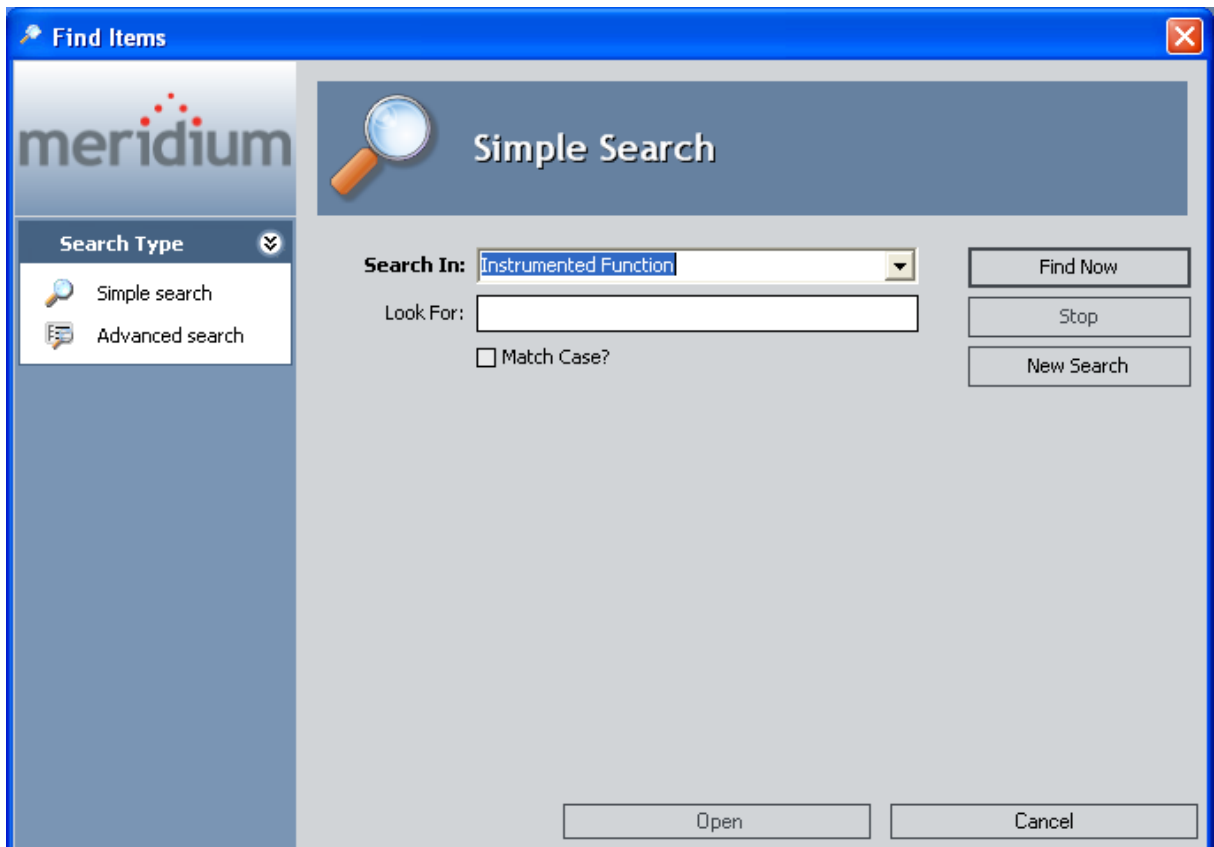 Find Items
meridium
Simple Search
Search Type
Simple search
Advanced search
Search In: Instrumented Function
Look For:
Match Case?
Find Now
Stop
New Search
Open
Cancel